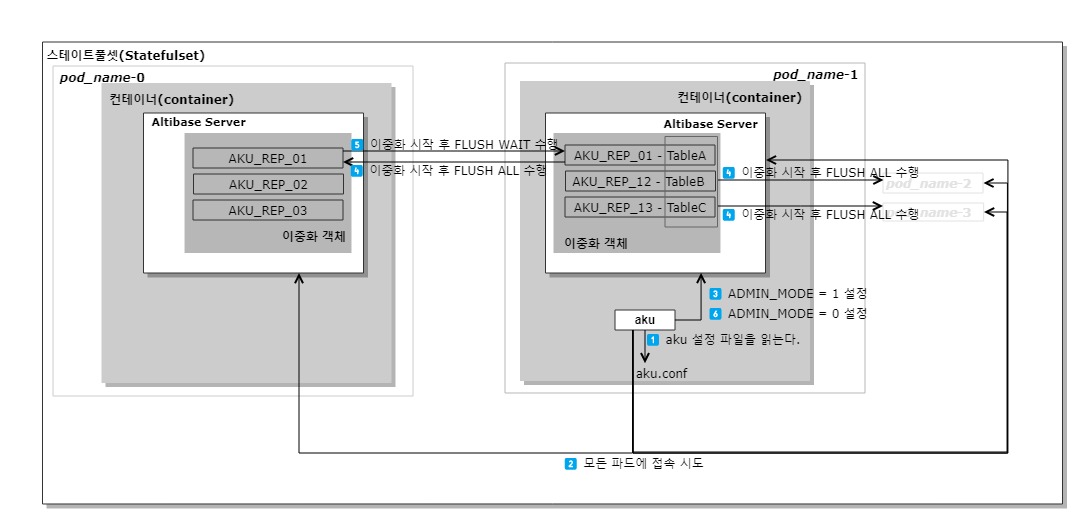 스테이트풀셋(Statefulset)
pod_name-0
pod_name-1
컨테이너(container)
컨테이너(container)
Altibase Server
Altibase Server
5 이중화 시작 후 FLUSH WAIT 수행
AKU_REP_01
AKU_REP_01 - TableA
4 이중화 시작 후 FLUSH ALL 수행
4 이중화 시작 후 FLUSH ALL 수행
AKU_REP_02
AKU_REP_12 - TableB
pod_name-2
AKU_REP_03
AKU_REP_13 - TableC
4 이중화 시작 후 FLUSH ALL 수행
pod_name-3
이중화 객체
이중화 객체
3 ADMIN_MODE = 1 설정
6 ADMIN_MODE = 0 설정
aku
1 aku 설정 파일을 읽는다.
aku.conf
2 모든 파드에 접속 시도